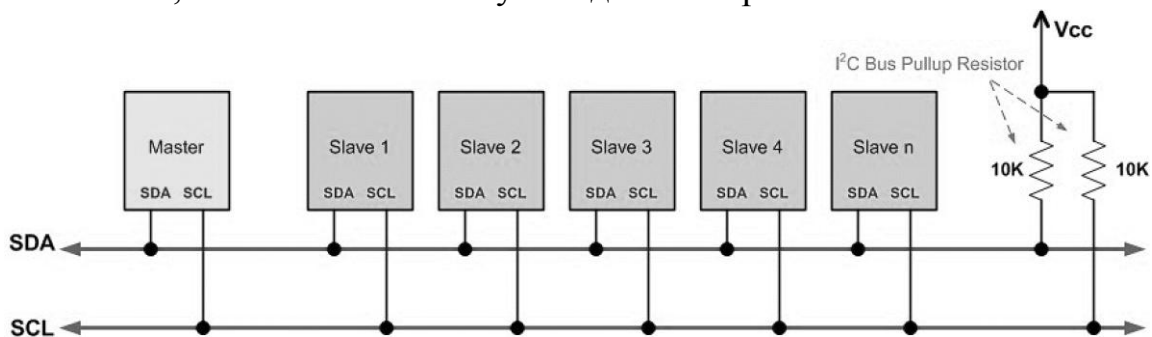 Vcc
I²C Bus Pullup Resistor
Master
Slave 1
Slave 2
Slave 3
Slave 4
Slave n
10K
10K
SDA SCL
SDA SCL
SDA SCL
SDA SCL
SDA SCL
SDA SCL
SDA
SCL